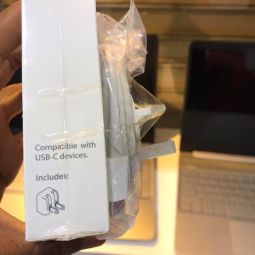 Compatible with
USB-C devices.
Includes: